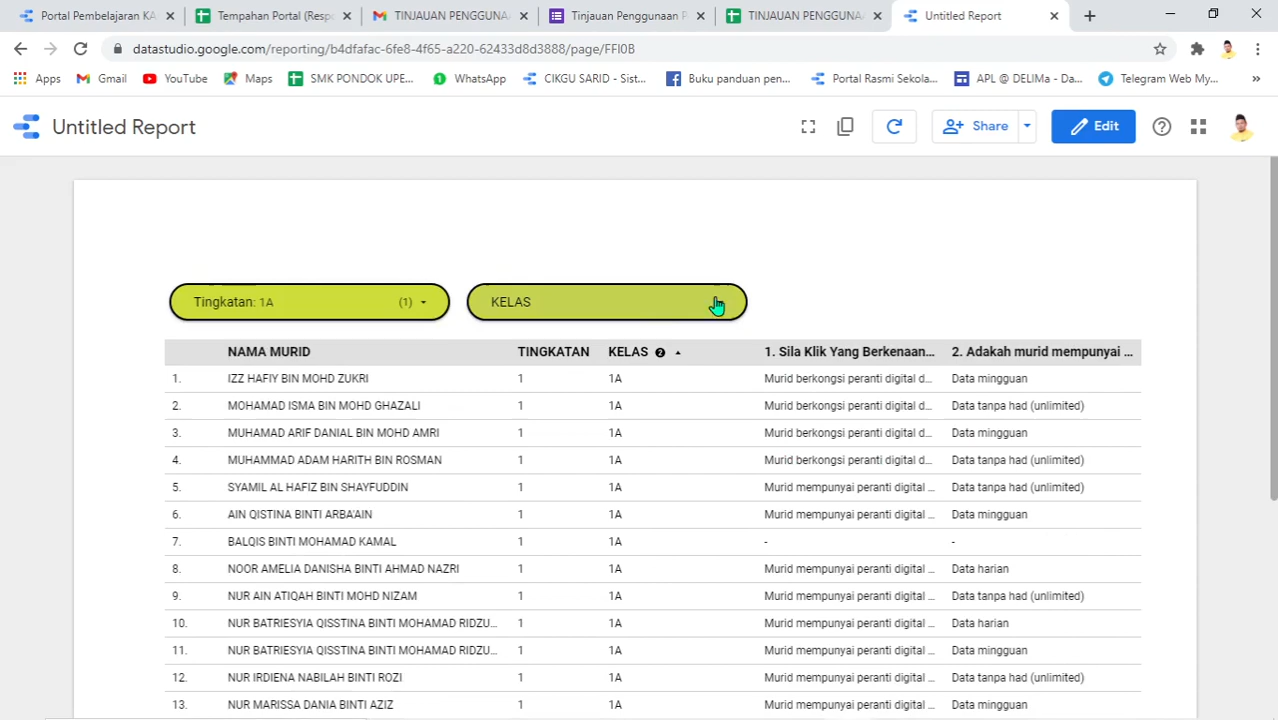 Portal Pembelajaran KA
Tempahan Portal (Resp
TINJAUAN PENGGUNA
Tinjauan Penggunaan P
TINJAUAN PENGGUNA
Untitled Report
datastudio.google.com/reporting/b4dfafac-6fe8-4f65-a220-62433d8d3888/page/FFI0B
Apps
Gmail
YouTube
Maps
SMK PONDOK UPE...
WhatsApp
CIKGU SARID - Sist...
Buku panduan pen...
Portal Rasmi Sekola...
APL @ DELIMa - Da...
Telegram Web My...
Untitled Report
Share
Edit
Tingkatan: 1A (1)
KELAS
NAMA MURID TINGKATAN KELAS 2 1. Sila Klik Yang Berkenaan... 2. Adakah murid mempunyai ...
1. IZZ HAFIY BIN MOHD ZUKRI 1 1A Murid berkongsi peranti digital d... Data mingguan
2. MOHAMAD ISMA BIN MOHD GHAZALI 1 1A Murid berkongsi peranti digital d... Data tanpa had (unlimited)
3. MUHAMAD ARIF DANIAL BIN MOHD AMRI 1 1A Murid berkongsi peranti digital d... Data mingguan
4. MUHAMMAD ADAM HARITH BIN ROSMAN 1 1A Murid berkongsi peranti digital d... Data tanpa had (unlimited)
5. SYAMIL AL HAFIZ BIN SHAYFUDDIN 1 1A Murid mempunyai peranti digital ... Data tanpa had (unlimited)
6. AIN QISTINA BINTI ARBA'AIN 1 1A Murid mempunyai peranti digital ... Data mingguan
7. BALQIS BINTI MOHAMAD KAMAL 1 1A - -
8. NOOR AMELIA DANISHA BINTI AHMAD NAZRI 1 1A Murid mempunyai peranti digital ... Data harian
9. NUR AIN ATIQAH BINTI MOHD NIZAM 1 1A Murid mempunyai peranti digital ... Data tanpa had (unlimited)
10. NUR BATRIESYIA QISSTINA BINTI MOHAMAD RIDZU... 1 1A Murid mempunyai peranti digital ... Data harian
11. NUR BATRIESYIA QISSTINA BINTI MOHAMAD RIDZU... 1 1A Murid mempunyai peranti digital ... Data mingguan
12. NUR IRDIENA NABILAH BINTI ROZI 1 1A Murid mempunyai peranti digital ... Data tanpa had (unlimited)
13. NUR MARISSA DANIA BINTI AZIZ 1 1A Murid mempunyai peranti digital ... Data mingguan